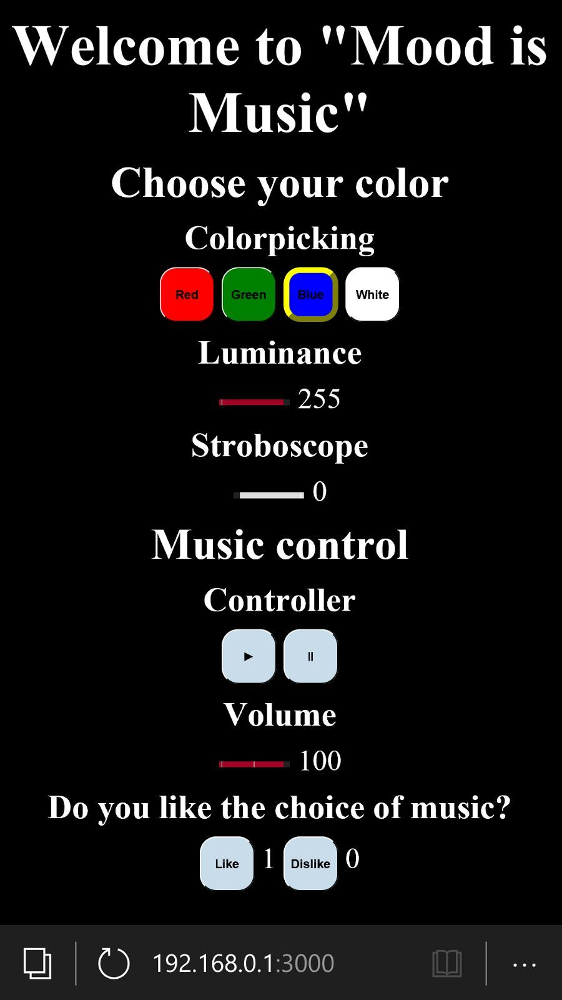 Welcome to "Mood is
Music"
Choose your color
Colorpicking
Red Green Blue White
Luminance
255
Stroboscope
0
Music control
Controller
Volume
100
Do you like the choice of music?
Like 1 Dislike 0
192.168.0.1:3000